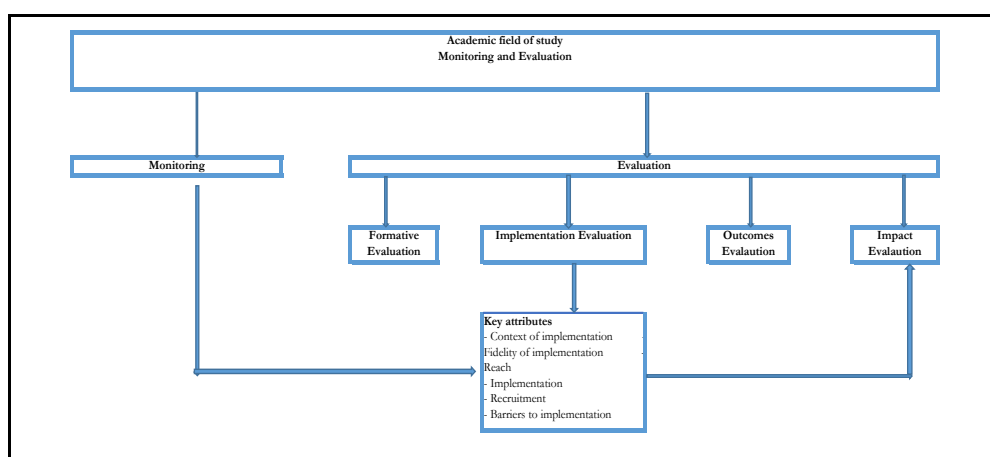 Academic field of study
Monitoring and Evaluation
Monitoring
Evaluation
Formative
Evaluation
Implementation Evaluation
Outcomes
Evalaution
Impact
Evalaution
Key attributes
- Context of implementation -
Fidelity of implementation -
Reach
- Implementation
- Recruitment
- Barriers to implementation